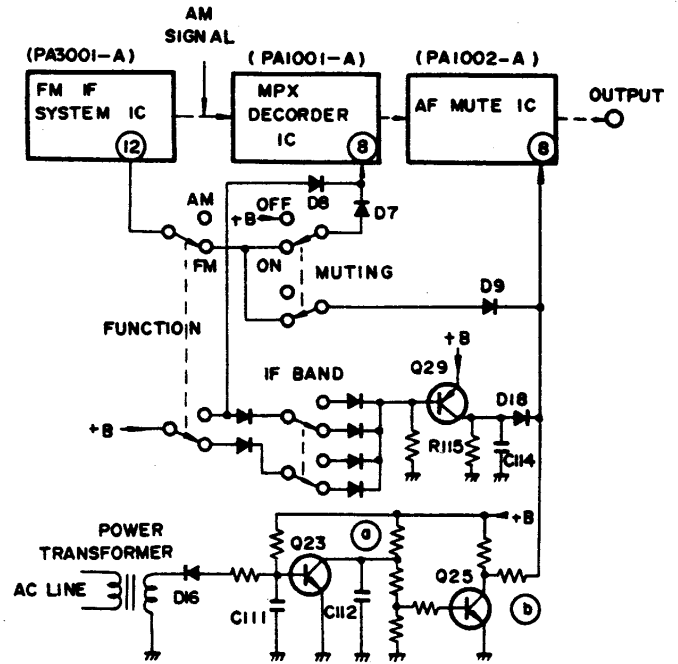 AM
SIGNAL
(PA3001-A)
(PA1001-A)
(PA1002-A)
FM IF
SYSTEM IC
12
MPX
DECORDER
IC
8
AF MUTE IC
8
OUTPUT
AM
FM
+B
OFF
ON
D8
D7
MUTING
D9
FUNCTION
IF BAND
+B
Q29
+B
D18
R115
C114
POWER
TRANSFORMER
AC LINE
D16
C111
Q23
C112
a
+B
Q25
b